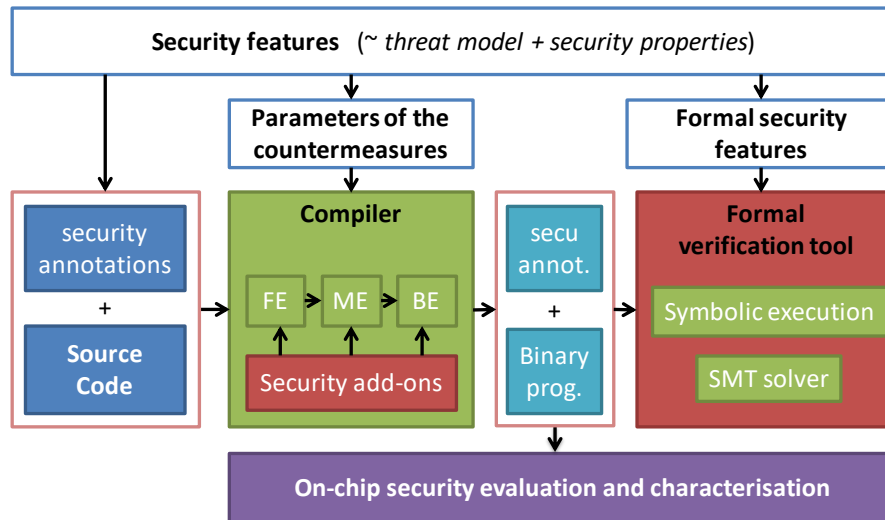 Security features (~ threat model + security properties)
Parameters of the
countermeasures
Formal security
features
security
annotations
+
Source
Code
Compiler
FE
ME
BE
Security add-ons
secu
annot.
+
Binary
prog.
Formal
verification tool
Symbolic execution
SMT solver
On-chip security evaluation and characterisation